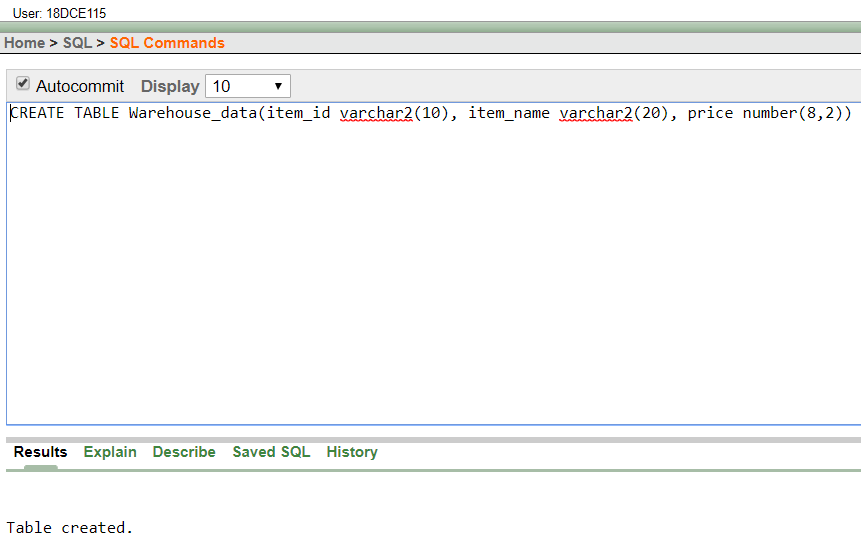 User: 18DCE115
Home > SQL > SQL Commands
Autocommit Display 10
CREATE TABLE Warehouse_data(item_id varchar2(10), item_name varchar2(20), price number(8,2))
Results Explain Describe Saved SQL History
Table created.